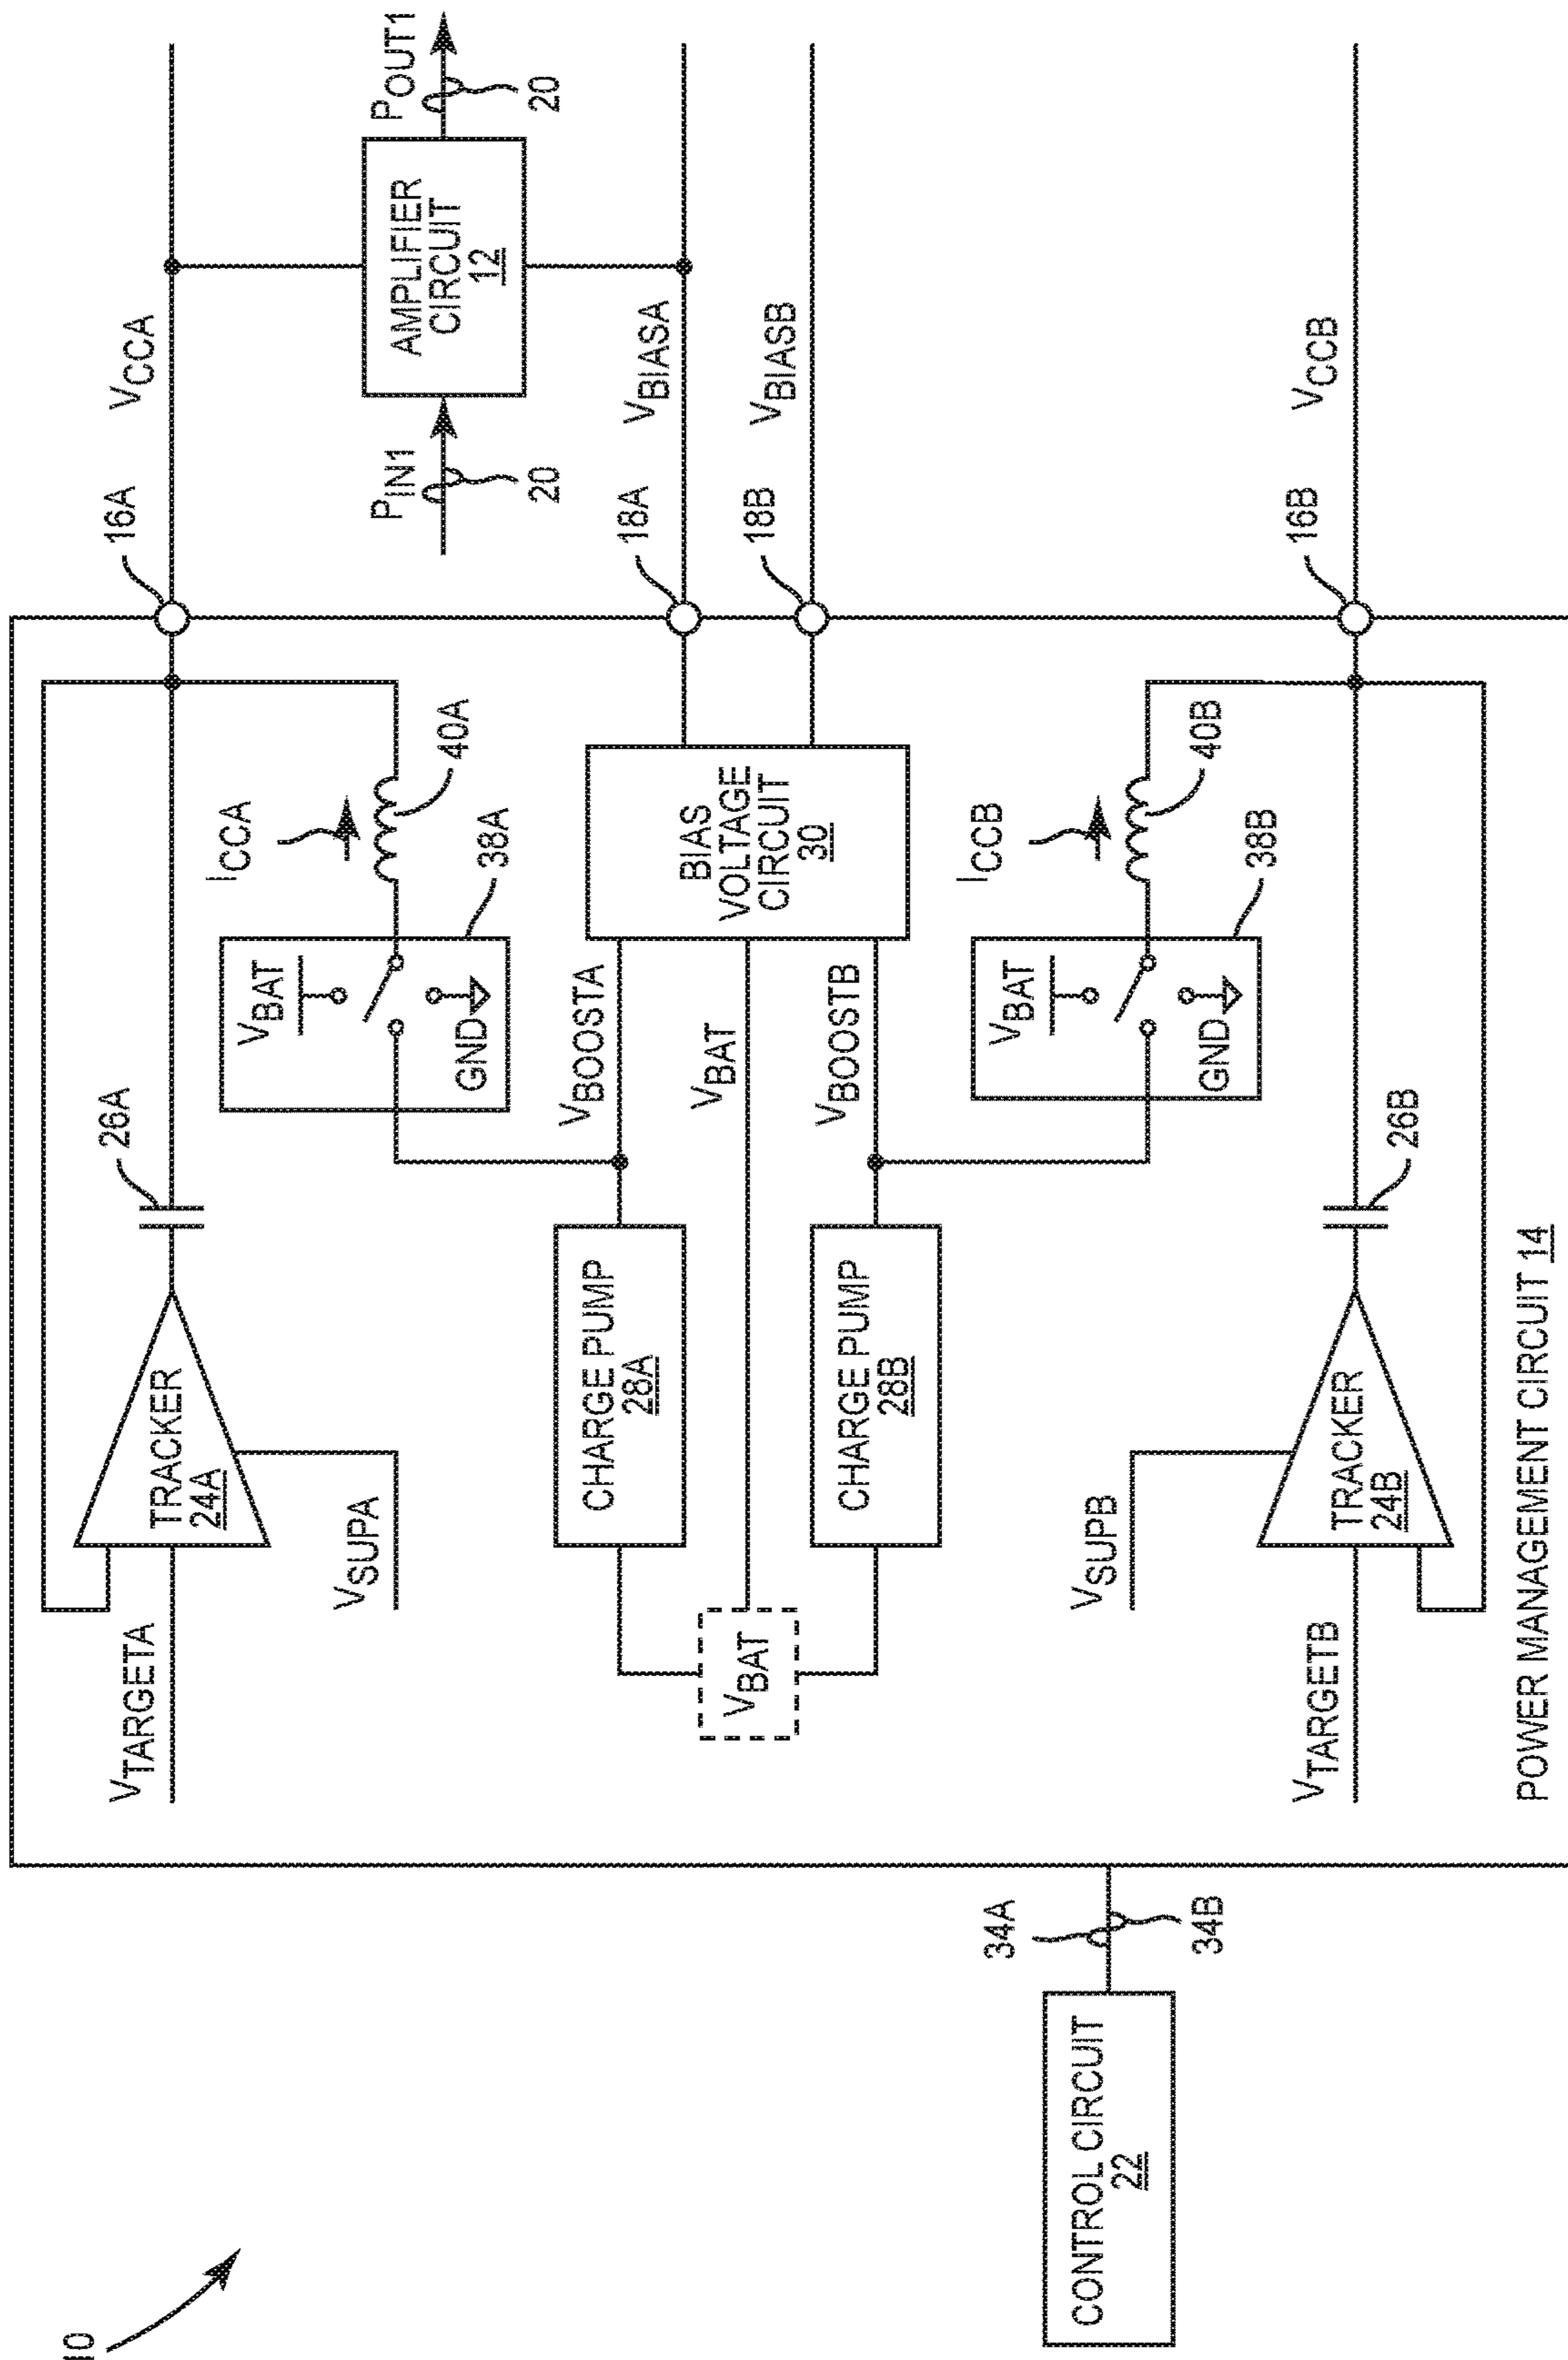 10
CONTROL CIRCUIT
22
34A
34B
POWER MANAGEMENT CIRCUIT 14
VTARGETA
TRACKER
24A
VSUPA
26A
VCCA
16A
ICCA
40A
38A
VBAT
GND
PIN1
20
AMPLIFIER
CIRCUIT
12
POUT1
20
VBAT
CHARGE PUMP
28A
VBOOSTA
VBAT
CHARGE PUMP
28B
VBOOSTB
BIAS
VOLTAGE
CIRCUIT
30
18A
VBIASA
18B
VBIASB
VBAT
GND
38B
ICCB
40B
VSUPB
VTARGETB
TRACKER
24B
26B
16B
VCCB